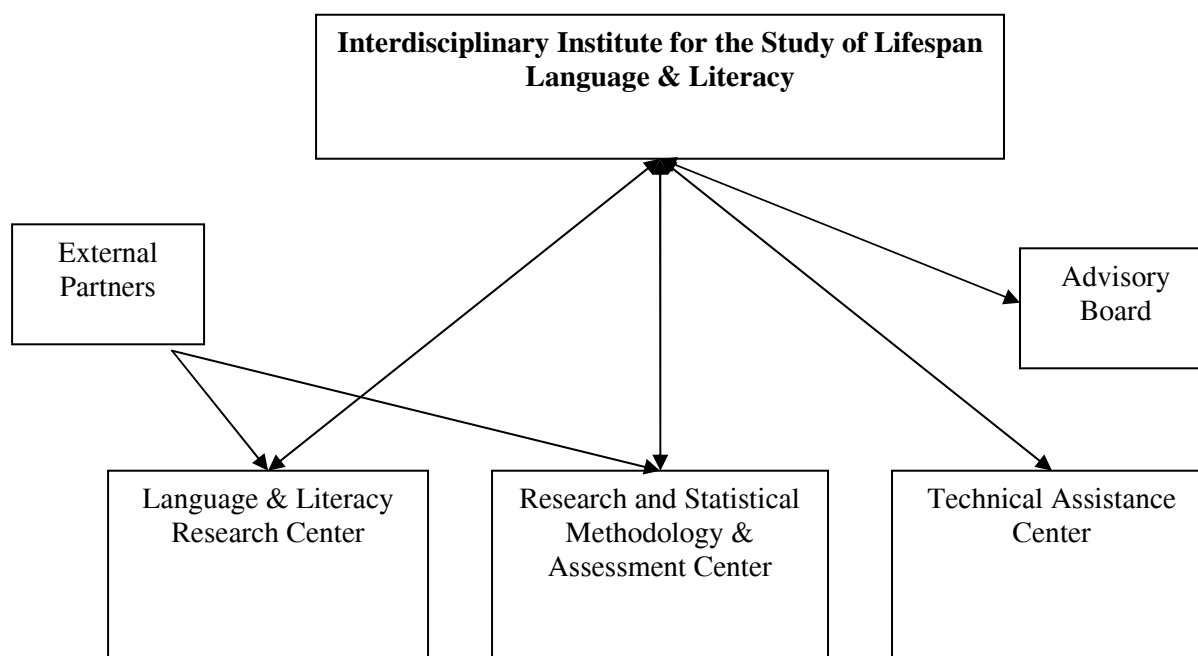 Interdisciplinary Institute for the Study of Lifespan
Language & Literacy
External
Partners
Advisory
Board
Language & Literacy
Research Center
Research and Statistical
Methodology &
Assessment Center
Technical Assistance
Center